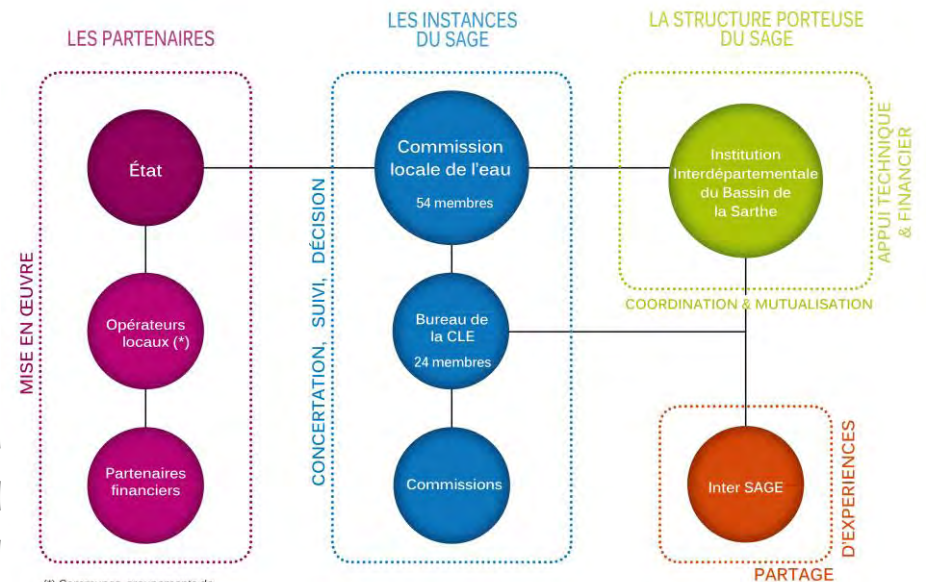 LES PARTENAIRES
LES INSTANCES
DU SAGE
LA STRUCTURE PORTEUSE
DU SAGE
MISE EN ŒUVRE
État
Opérateurs
locaux (*)
Partenaires
financiers
CONCERTATION, SUIVI, DÉCISION
Commission
locale de l'eau
54 membres
Bureau de
la CLE
24 membres
Commissions
Institution
Interdépartementale
du Bassin de
la Sarthe
APPUI TECHNIQUE
& FINANCIER
COORDINATION & MUTUALISATION
Inter SAGE
PARTAGE
D'EXPERIENCES